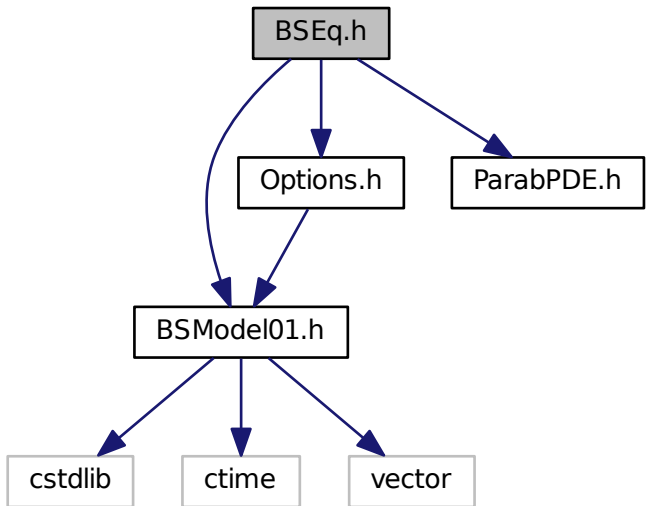 BSEq.h
Options.h
ParabPDE.h
BSModel01.h
cstdlib
ctime
vector